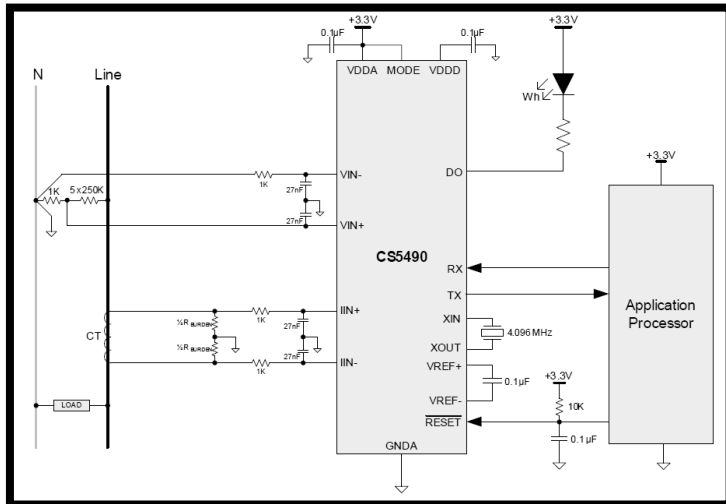 +3.3V
+3.3V
0.1µF
0.1µF
N
Line
VDDA
MODE
VDDD
Wh
1K
5 x 250K
1K
27nF
27nF
VIN-
VIN+
DO
+3.3V
CS5490
RX
TX
Application
Processor
CT
½R BURDEN
½R BURDEN
1K
27nF
27nF
1K
IIN+
IIN-
XIN
XOUT
4.096 MHz
VREF+
VREF-
0.1µF
+3.3V
10K
RESET
0.1µF
LOAD
GNDA